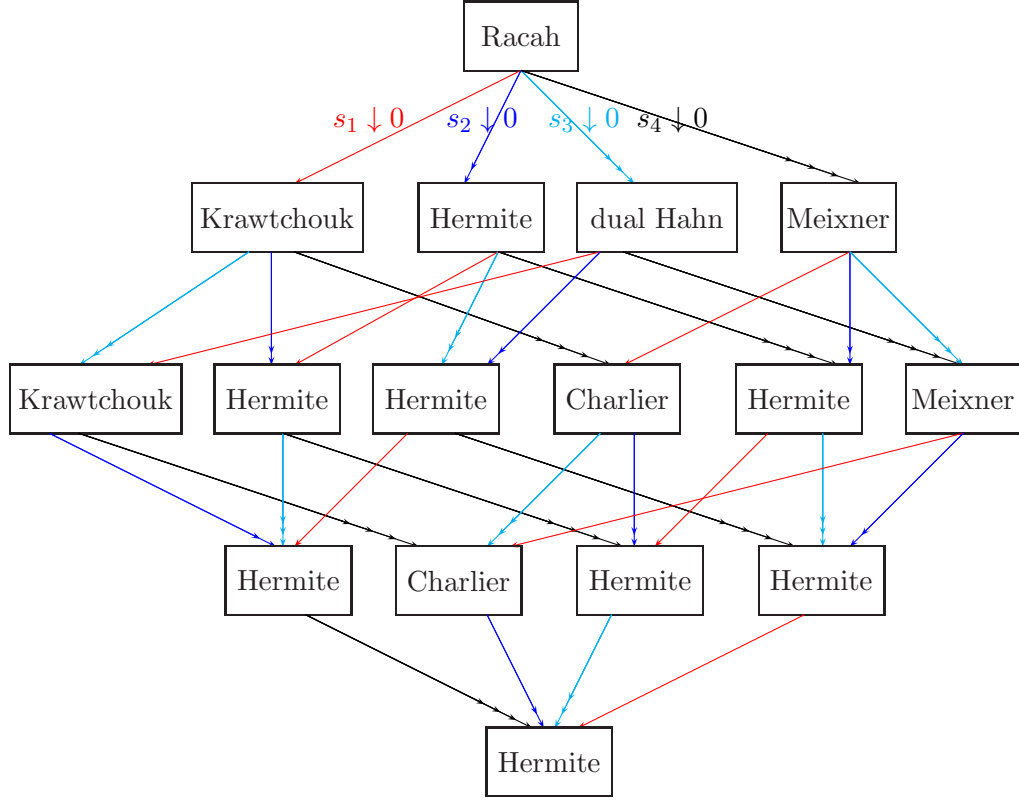 Racah
s₁ ↓ 0 s₂ ↓ 0 s₃ ↓ 0 s₄ ↓ 0
Krawtchouk Hermite dual Hahn Meixner
Krawtchouk Hermite Hermite Charlier Hermite Meixner
Hermite Charlier Hermite Hermite
Hermite